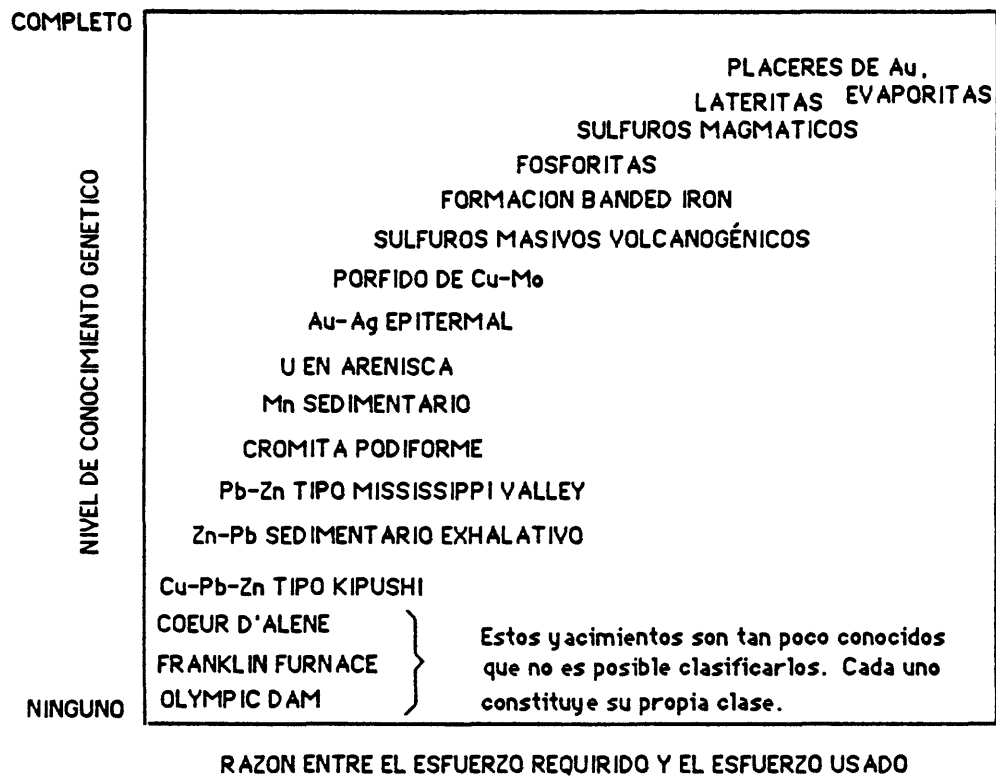 COMPLETO
PLACERES DE Au,
LATERITAS EVAPORITAS
SULFUROS MAGMATICOS
FOSFORITAS
FORMACION BANDED IRON
SULFUROS MASIVOS VOLCANOGÉNICOS
PORFIDO DE Cu-Mo
Au-Ag EPITERMAL
U EN ARENISCA
Mn SEDIMENTARIO
CROMITA PODIFORME
Pb-Zn TIPO MISSISSIPPI VALLEY
Zn-Pb SEDIMENTARIO EXHALATIVO
Cu-Pb-Zn TIPO KIPUSHI
COEUR D'ALENE
FRANKLIN FURNACE
OLYMPIC DAM
Estos yacimientos son tan poco conocidos
que no es posible clasificarlos. Cada uno
constituye su propia clase.
NINGUNO
NIVEL DE CONOCIMIENTO GENETICO
RAZON ENTRE EL ESFUERZO REQUIRIDO Y EL ESFUERZO USADO